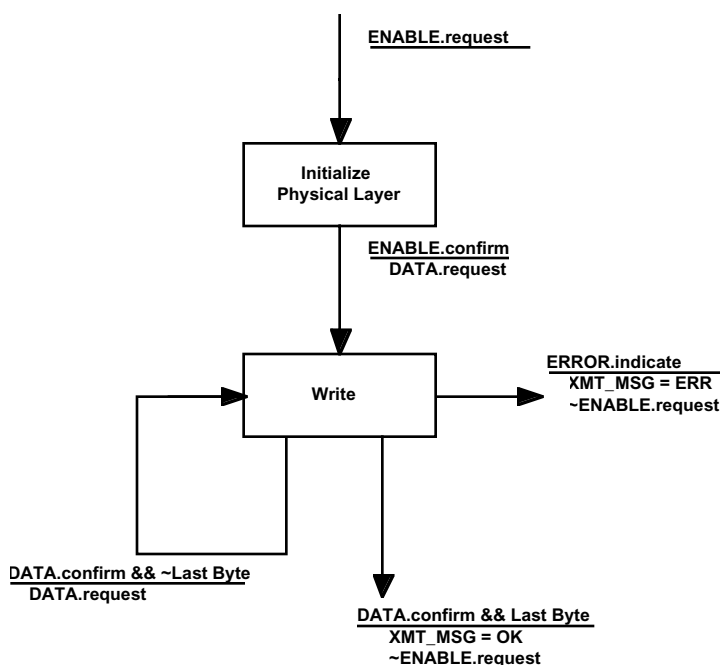 ENABLE.request
Initialize
Physical Layer
ENABLE.confirm
DATA.request
Write
ERROR.indicate
XMT_MSG = ERR
~ENABLE.request
DATA.confirm && ~Last Byte
DATA.request
DATA.confirm && Last Byte
XMT_MSG = OK
~ENABLE.request